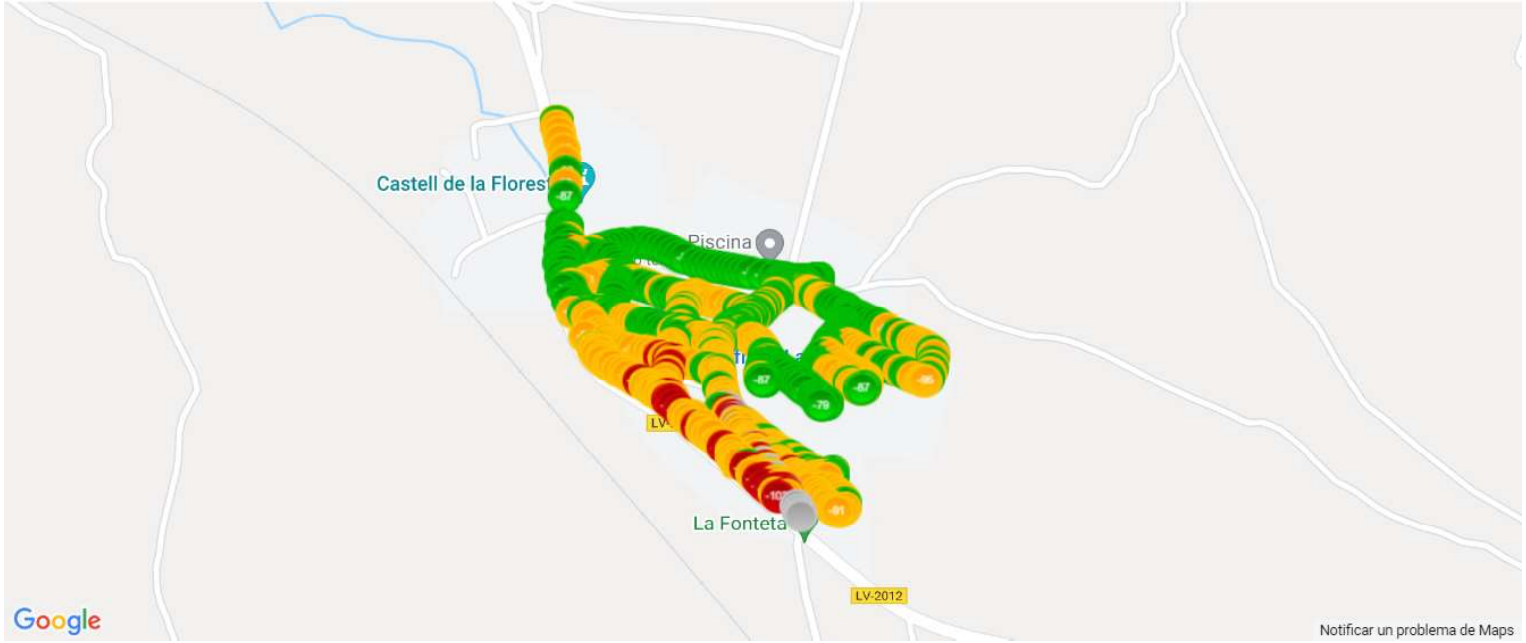 Castell de la Florest
-87
Piscina
-87
-79
-87
-95
LV-
-91
La Fonteta
LV-2012
Google
Notificar un problema de Maps